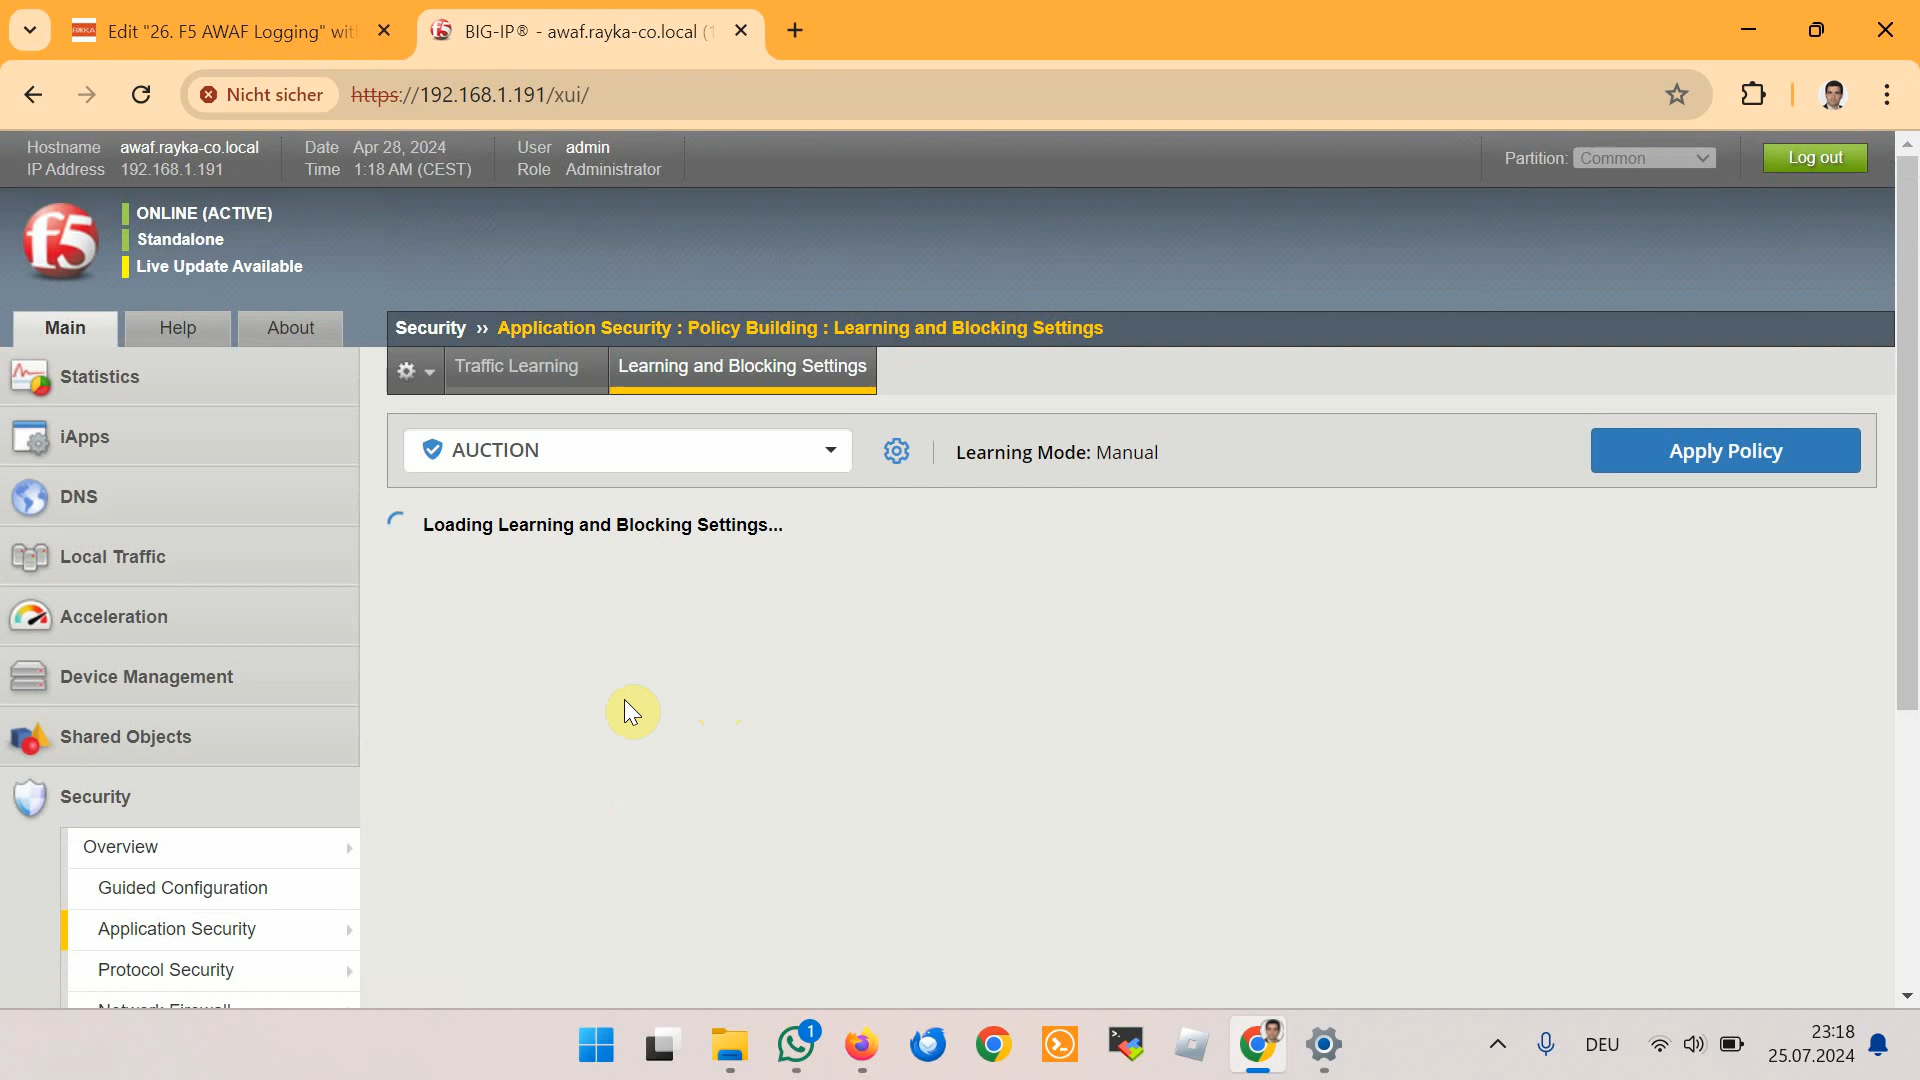 Edit "26. F5 AWAF Logging" wit
BIG-IP® - awaf.rayka-co.local (1
Nicht sicher
https://192.168.1.191/xui/
Hostname awaf.rayka-co.local
IP Address 192.168.1.191
Date Apr 28, 2024
Time 1:18 AM (CEST)
User admin
Role Administrator
Partition: Common
Log out
f5
ONLINE (ACTIVE)
Standalone
Live Update Available
Main
Help
About
Security ›› Application Security : Policy Building : Learning and Blocking Settings
Traffic Learning
Learning and Blocking Settings
AUCTION
Learning Mode: Manual
Apply Policy
Loading Learning and Blocking Settings...
Statistics
iApps
DNS
Local Traffic
Acceleration
Device Management
Shared Objects
Security
Overview
Guided Configuration
Application Security
Protocol Security
Network Firewall
1
DEU
23:18
25.07.2024